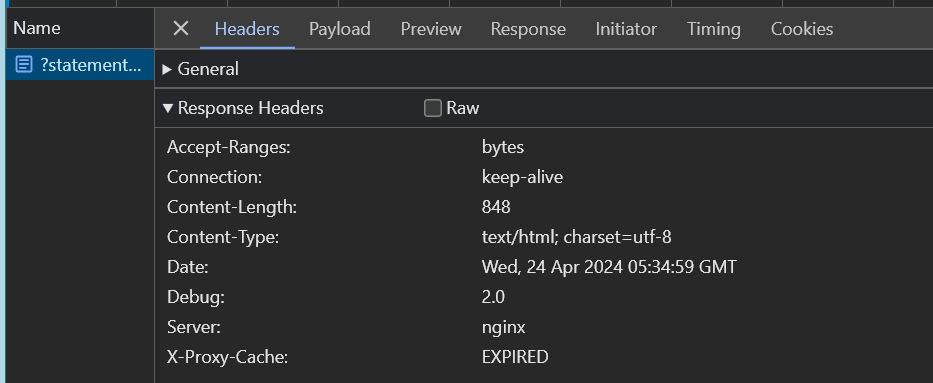 Name
Headers Payload Preview Response Initiator Timing Cookies
?statement...
General
Response Headers Raw
Accept-Ranges: bytes
Connection: keep-alive
Content-Length: 848
Content-Type: text/html; charset=utf-8
Date: Wed, 24 Apr 2024 05:34:59 GMT
Debug: 2.0
Server: nginx
X-Proxy-Cache: EXPIRED